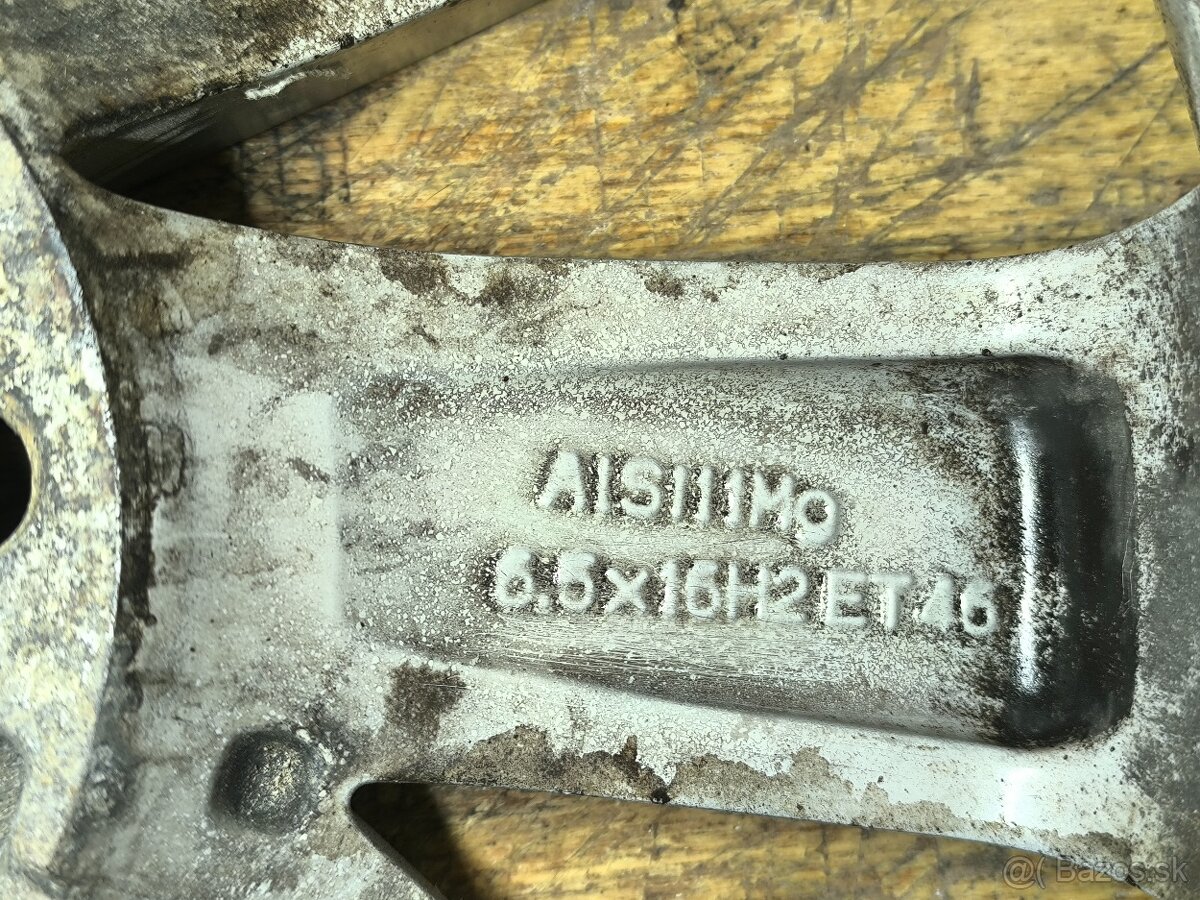 AlSi11Mg
6.5x16H2 ET46
@( Bazos.sk